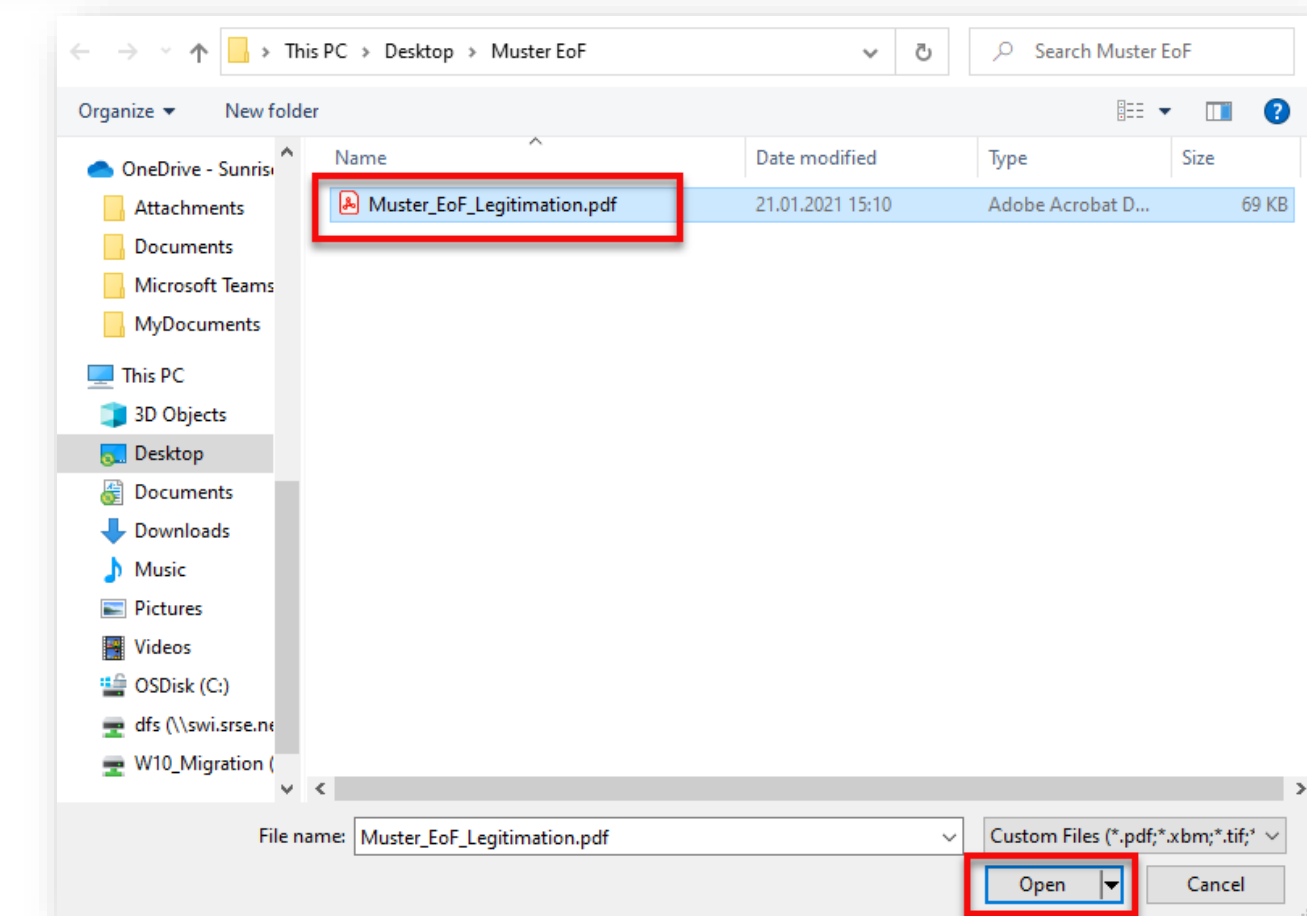 This PC > Desktop > Muster EoF
Search Muster EoF
Organize
New folder
Name
Date modified
Type
Size
Muster_EoF_Legitimation.pdf
21.01.2021 15:10
Adobe Acrobat D...
69 KB
OneDrive - Sunris
Attachments
Documents
Microsoft Teams
MyDocuments
This PC
3D Objects
Desktop
Documents
Downloads
Music
Pictures
Videos
OSDisk (C:)
dfs (\\swi.srse.ne
W10_Migration (
File name:
Muster_EoF_Legitimation.pdf
Custom Files (*.pdf;*.xbm;*.tif;*
Open
Cancel